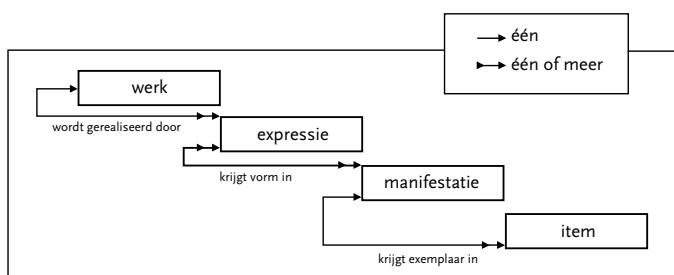 één
één of meer
werk
wordt gerealiseerd door
expressie
krijgt vorm in
manifestatie
item
krijgt exemplaar in